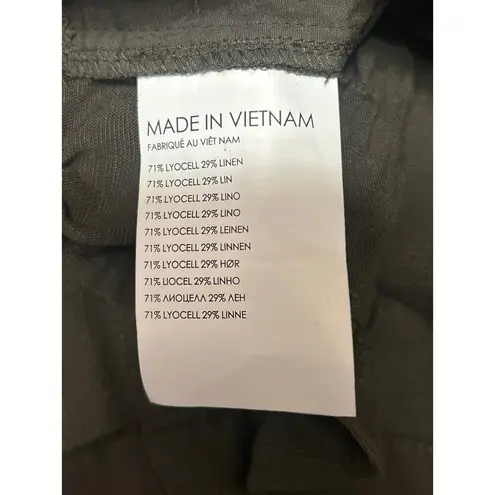 MADE IN VIETNAM
FABRIQUÉ AU VIÊT NAM
71% LYOCELL 29% LINEN
71% LYOCELL 29% LIN
71% LYOCELL 29% LINO
71% LYOCELL 29% LINO
71% LYOCELL 29% LEINEN
71% LYOCELL 29% LINNEN
71% LYOCELL 29% HØR
71% LIOCEL 29% LINHO
71% ЛИОЦЕЛЛ 29% ЛЕН
71% LYOCELL 29% LINNE